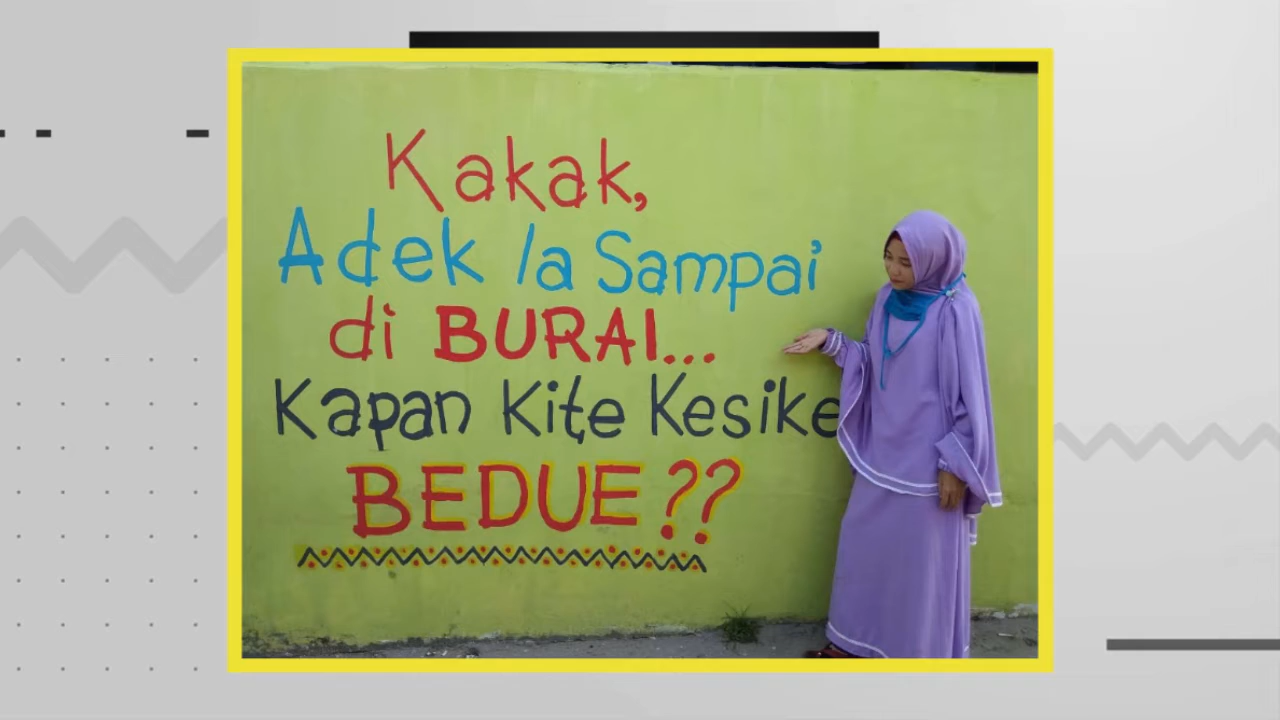 Kakak,
Adek la Sampai
di BURAI...
Kapan Kite Kesike
BEDUE??